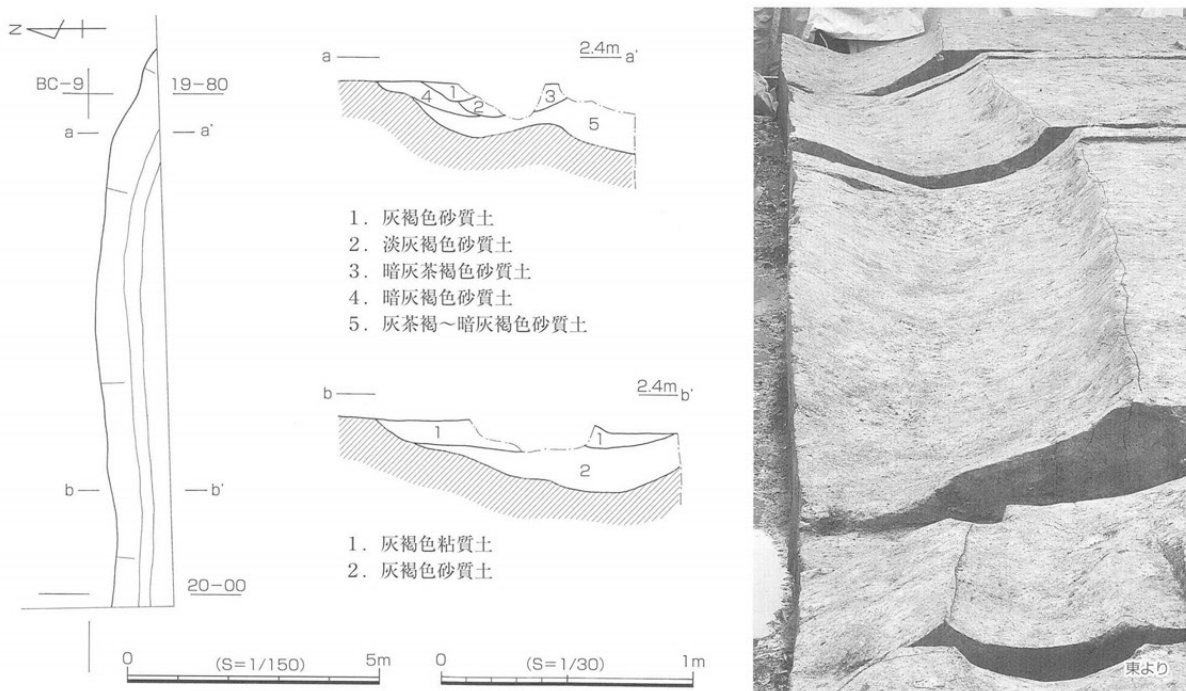 N
BC-9
19-80
a
a'
b
b'
20-00
0
(S=1/150)
5m
a
2.4m
a'
1
4
2
3
5
1. 灰褐色砂質土
2. 淡灰褐色砂質土
3. 暗灰茶褐色砂質土
4. 暗灰褐色砂質土
5. 灰茶褐～暗灰褐色砂質土
b
2.4m
b'
1
1
2
1. 灰褐色粘質土
2. 灰褐色砂質土
0
(S=1/30)
1m
東より